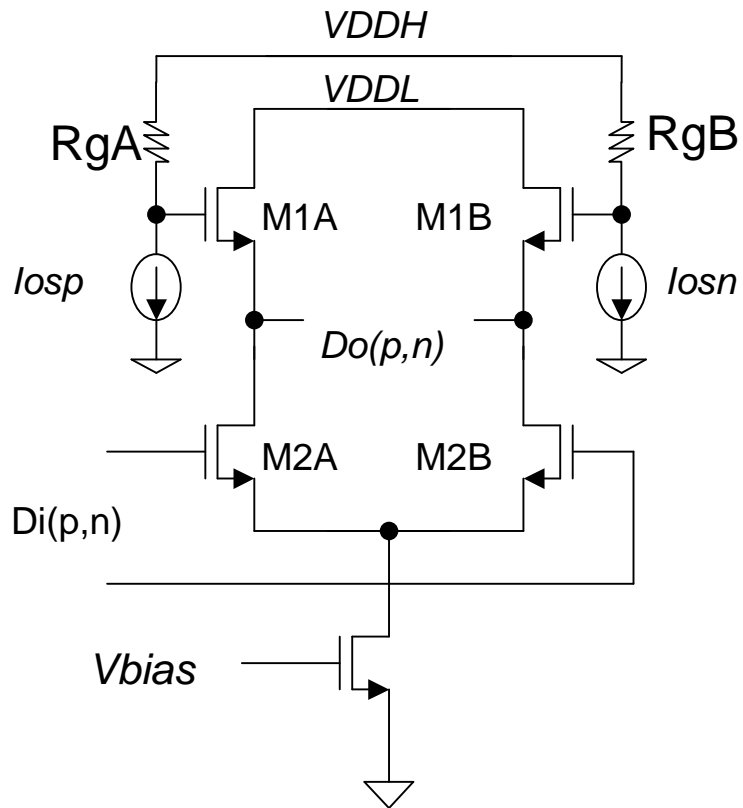 VDDH
VDDL
RgA
RgB
M1A
M1B
Iosp
Iosn
Do(p,n)
M2A
M2B
Di(p,n)
Vbias